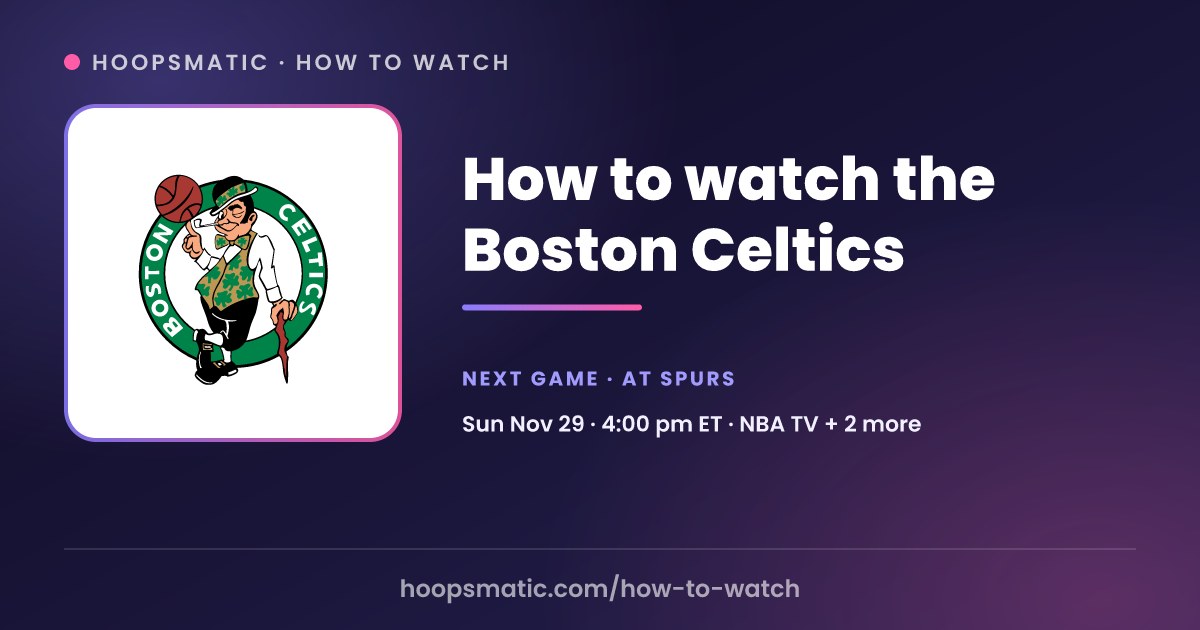 HOOPSMATIC · HOW TO WATCH
BOSTON CELTICS
How to watch the
Boston Celtics
NEXT GAME · AT SPURS
Sun Nov 29 · 4:00 pm ET · NBA TV + 2 more
hoopsmatic.com/how-to-watch